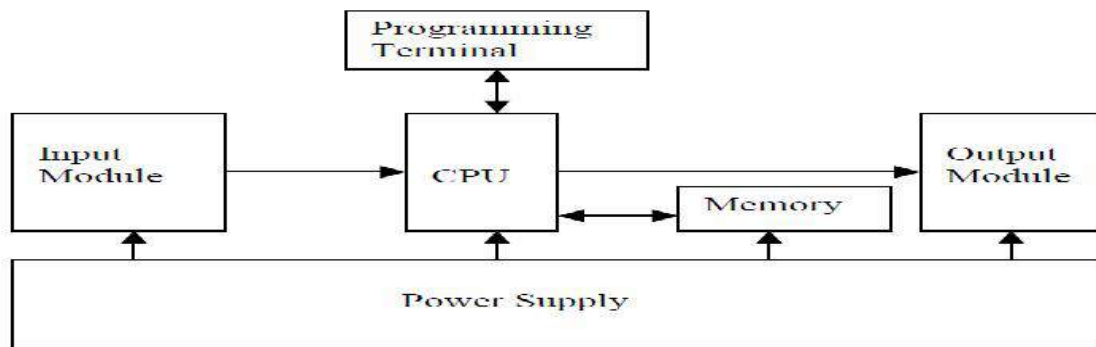 Programming
Terminal
Input
Module
CPU
Output
Module
Memory
Power Supply